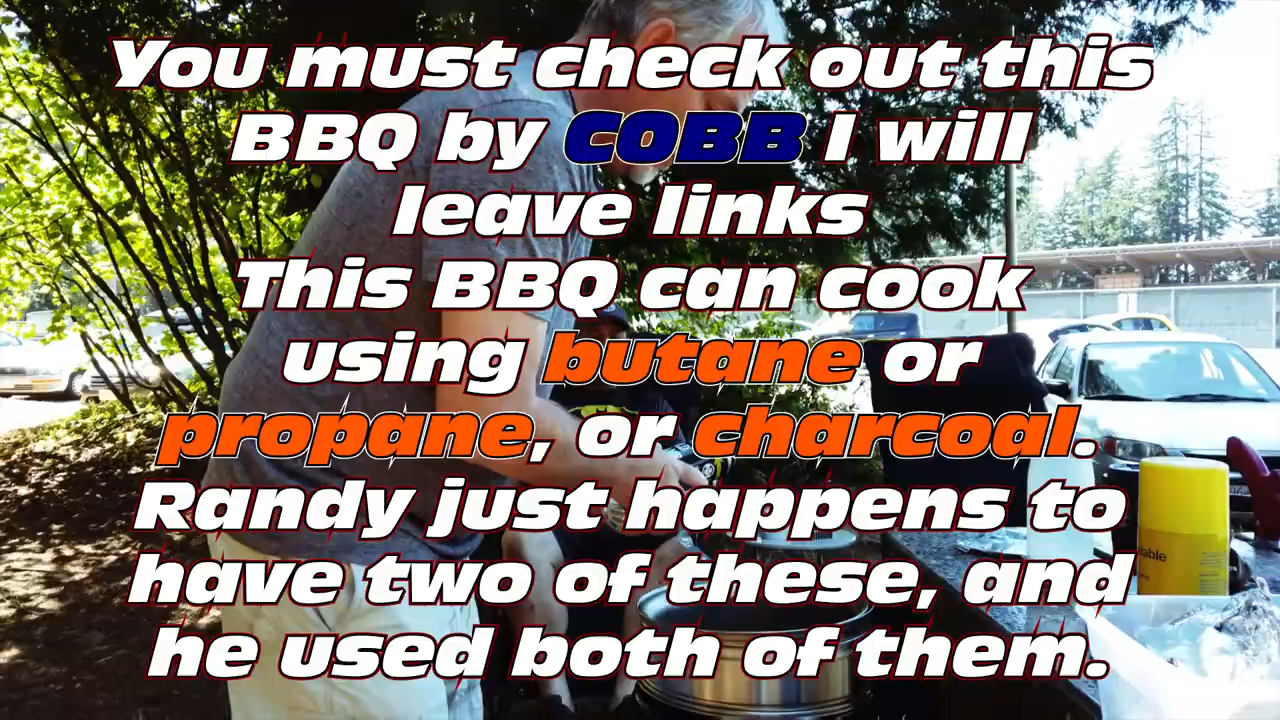 You must check out this
BBQ by COBB I will
leave links
This BBQ can cook
using butane or
propane, or charcoal.
Randy just happens to
have two of these, and
he used both of them.